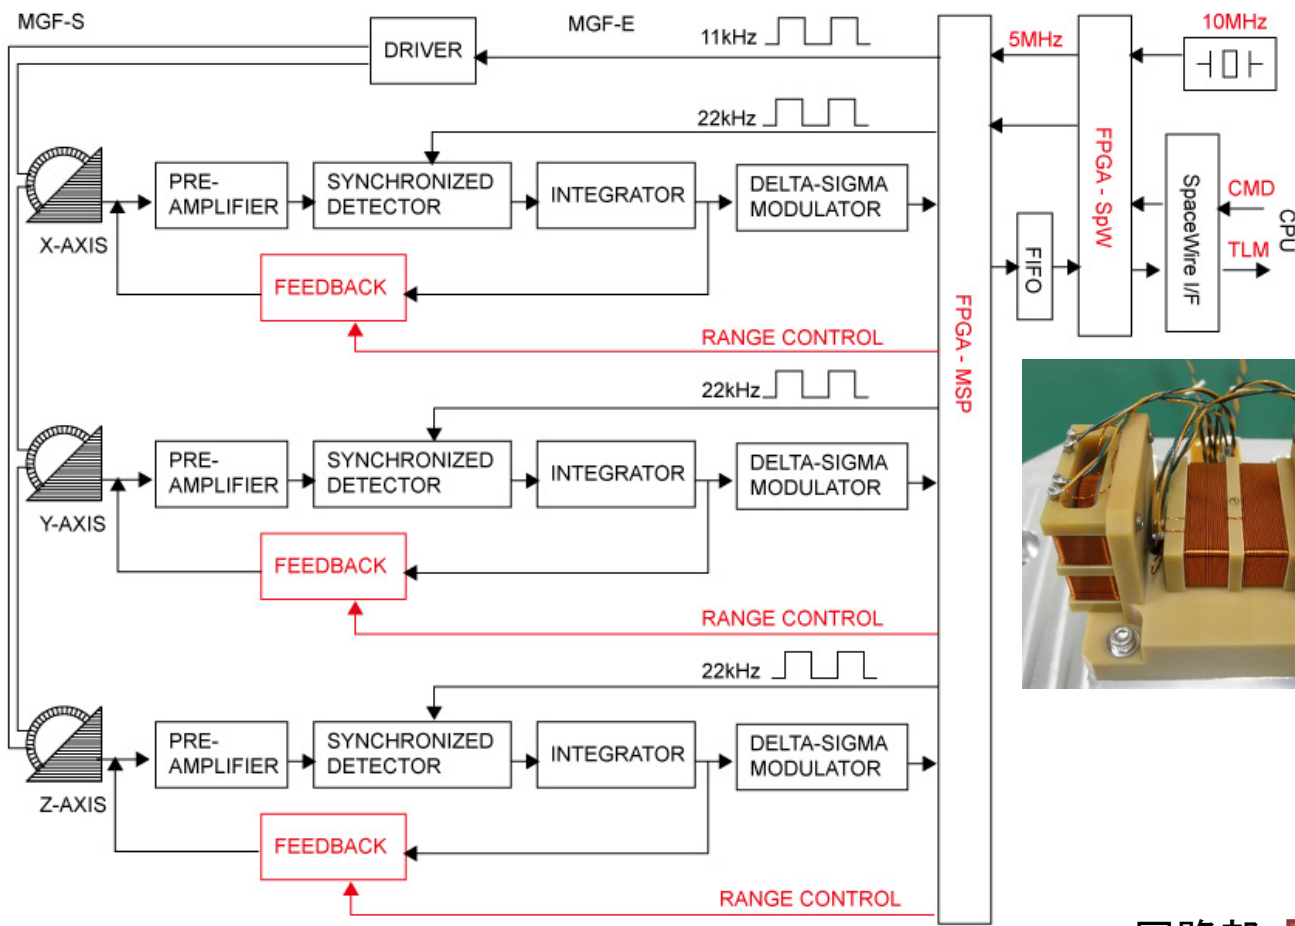 MGF-S
MGF-E
DRIVER
11kHz
5MHz
10MHz
22kHz
PRE-
AMPLIFIER
SYNCHRONIZED
DETECTOR
INTEGRATOR
DELTA-SIGMA
MODULATOR
X-AXIS
FEEDBACK
RANGE CONTROL
FPGA - MSP
FIFO
FPGA - SpW
SpaceWire I/F
CMD
TLM
CPU
22kHz
PRE-
AMPLIFIER
SYNCHRONIZED
DETECTOR
INTEGRATOR
DELTA-SIGMA
MODULATOR
Y-AXIS
FEEDBACK
RANGE CONTROL
22kHz
PRE-
AMPLIFIER
SYNCHRONIZED
DETECTOR
INTEGRATOR
DELTA-SIGMA
MODULATOR
Z-AXIS
FEEDBACK
RANGE CONTROL